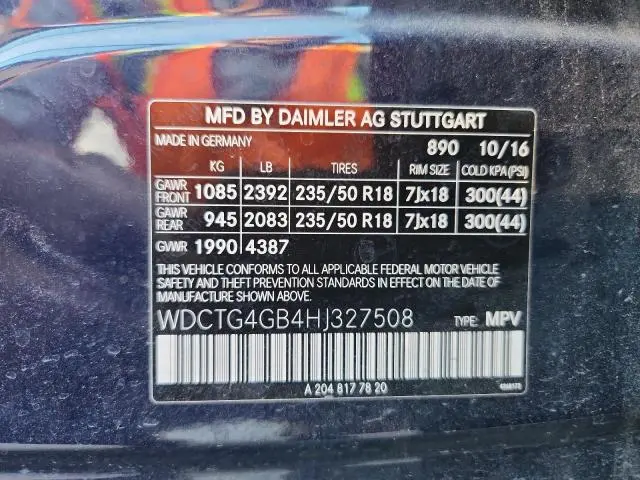 MFD BY DAIMLER AG STUTTGART
MADE IN GERMANY 890 10/16
KG LB TIRES RIM SIZE COLD KPA(PSI)
GAWR FRONT 1085 2392 235/50 R18 7Jx18 300(44)
GAWR REAR 945 2083 235/50 R18 7Jx18 300(44)
GVWR 1990 4387
THIS VEHICLE CONFORMS TO ALL APPLICABLE FEDERAL MOTOR VEHICLE
SAFETY AND THEFT PREVENTION STANDARDS IN EFFECT ON THE
DATE OF MANUFACTURE SHOWN ABOVE.
WDCTG4GB4HJ327508 TYPE: MPV
A 204 817 78 20